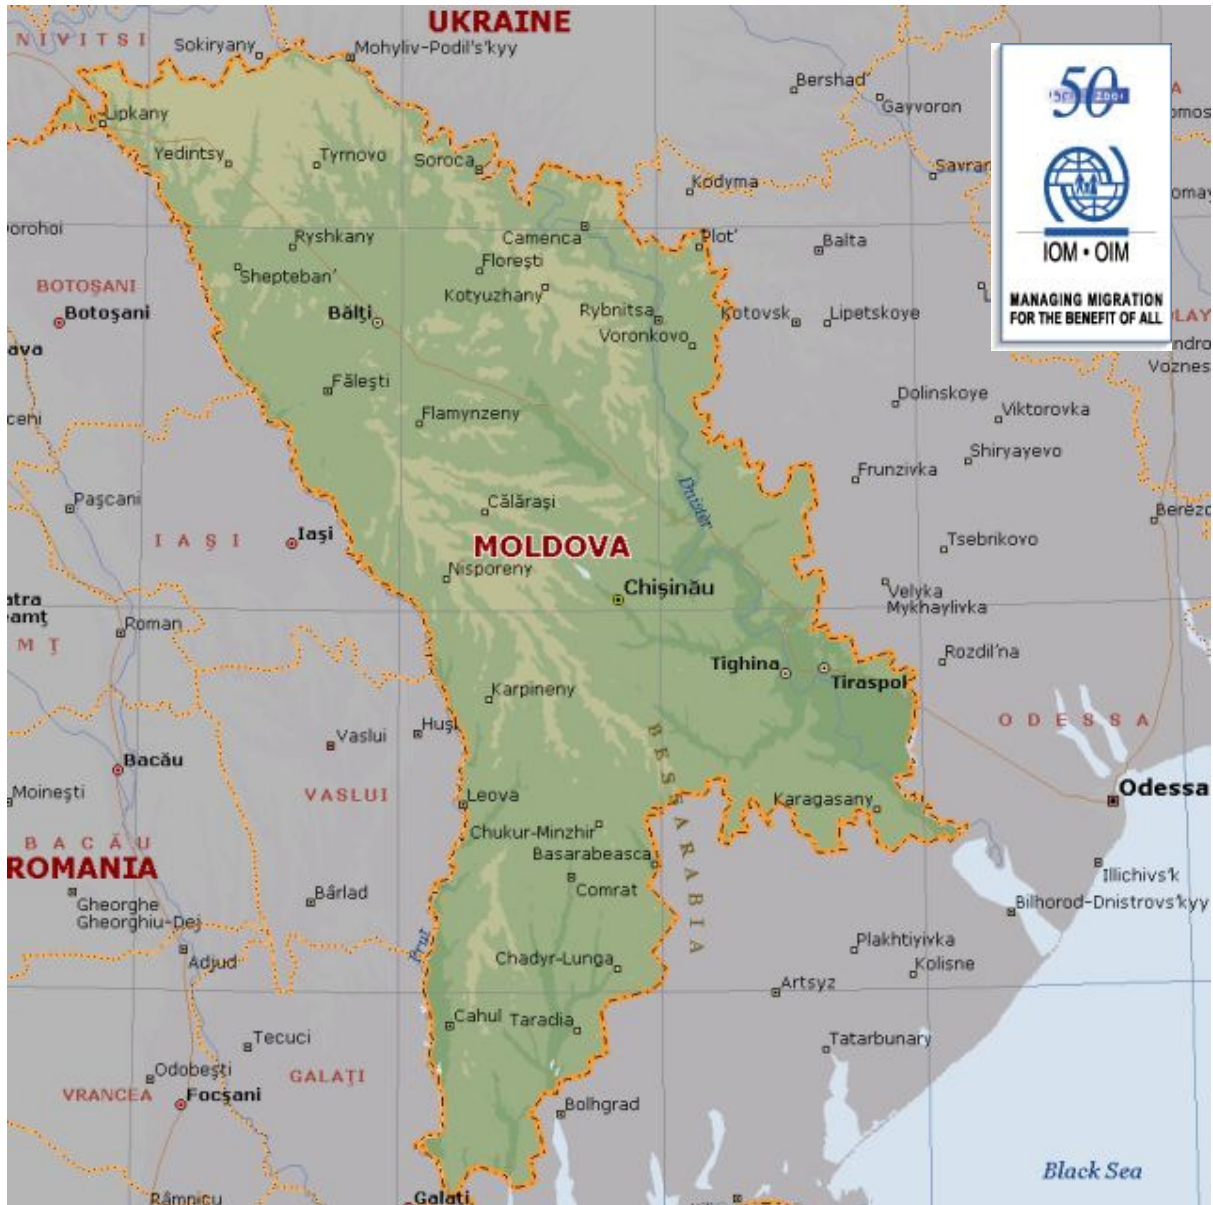 UKRAINE
NIVITSI
Sokiryany
Mohyliv-Podil's'kyy
Bershad'
Gayvoron
50
IOM • OIM
MANAGING MIGRATION
FOR THE BENEFIT OF ALL
Lipkany
Yedintsy
Tyrnovo
Soroca
Kodyma
Savran
Camenca
Plot'
Balta
Ryshkany
Shepteban'
Floreşti
Kotyuzhany
BOTOŞANI
Botoşani
Bălţi
Rybnitsa
Voronkovo
Kotovsk
Lipetskoye
Făleşti
Flamynzeny
Dolinskoye
Viktorovka
Shiryayevo
Frunzivka
Paşcani
Călăraşi
Dnister
IAŞI
Iaşi
MOLDOVA
Tsebrikovo
Nisporeny
Chişinău
Velyka
Mykhaylivka
Roman
Rozdil'na
Tighina
Tiraspol
Karpineny
Vaslui
Huşi
BESSARABIA
ODESSA
Bacău
Moineşti
VASLUI
Leova
Karagasany
Odessa
Chukur-Minzhir
Basarabeasca
BACĂU
ROMANIA
Comrat
Illichivs'k
Gheorghe
Gheorghiu-Dej
Bârlad
Bilhorod-Dnistrovs'kyy
Prut
Adjud
Chadyr-Lunga
Plakhtiyivka
Kolisne
Artsyz
Cahul
Taradia
Tecuci
Tatarbunary
Odobeşti
GALAŢI
VRANCEA
Focşani
Bolhgrad
Black Sea
Râmnicu
Galaţi